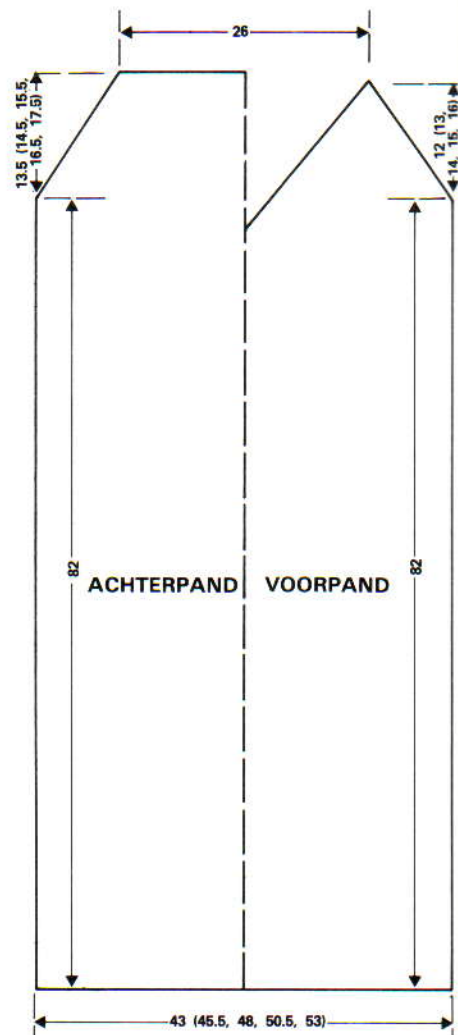 26
13.5 (14.5, 15.5,
16.5, 17.5)
12 (13,
14, 15, 16)
82
ACHTERPAND VOORPAND
82
43 (45.5, 48, 50.5, 53)